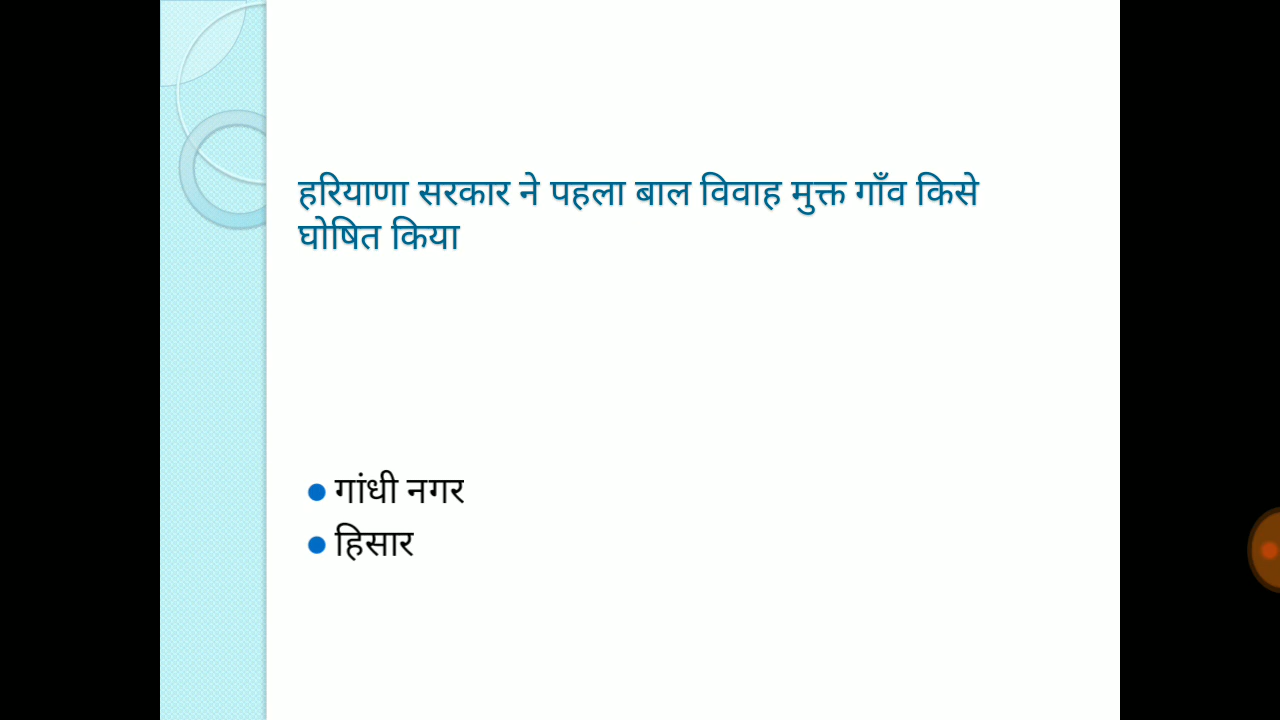 हरियाणा सरकार ने पहला बाल विवाह मुक्त गाँव किसे
घोषित किया
गांधी नगर
हिसार